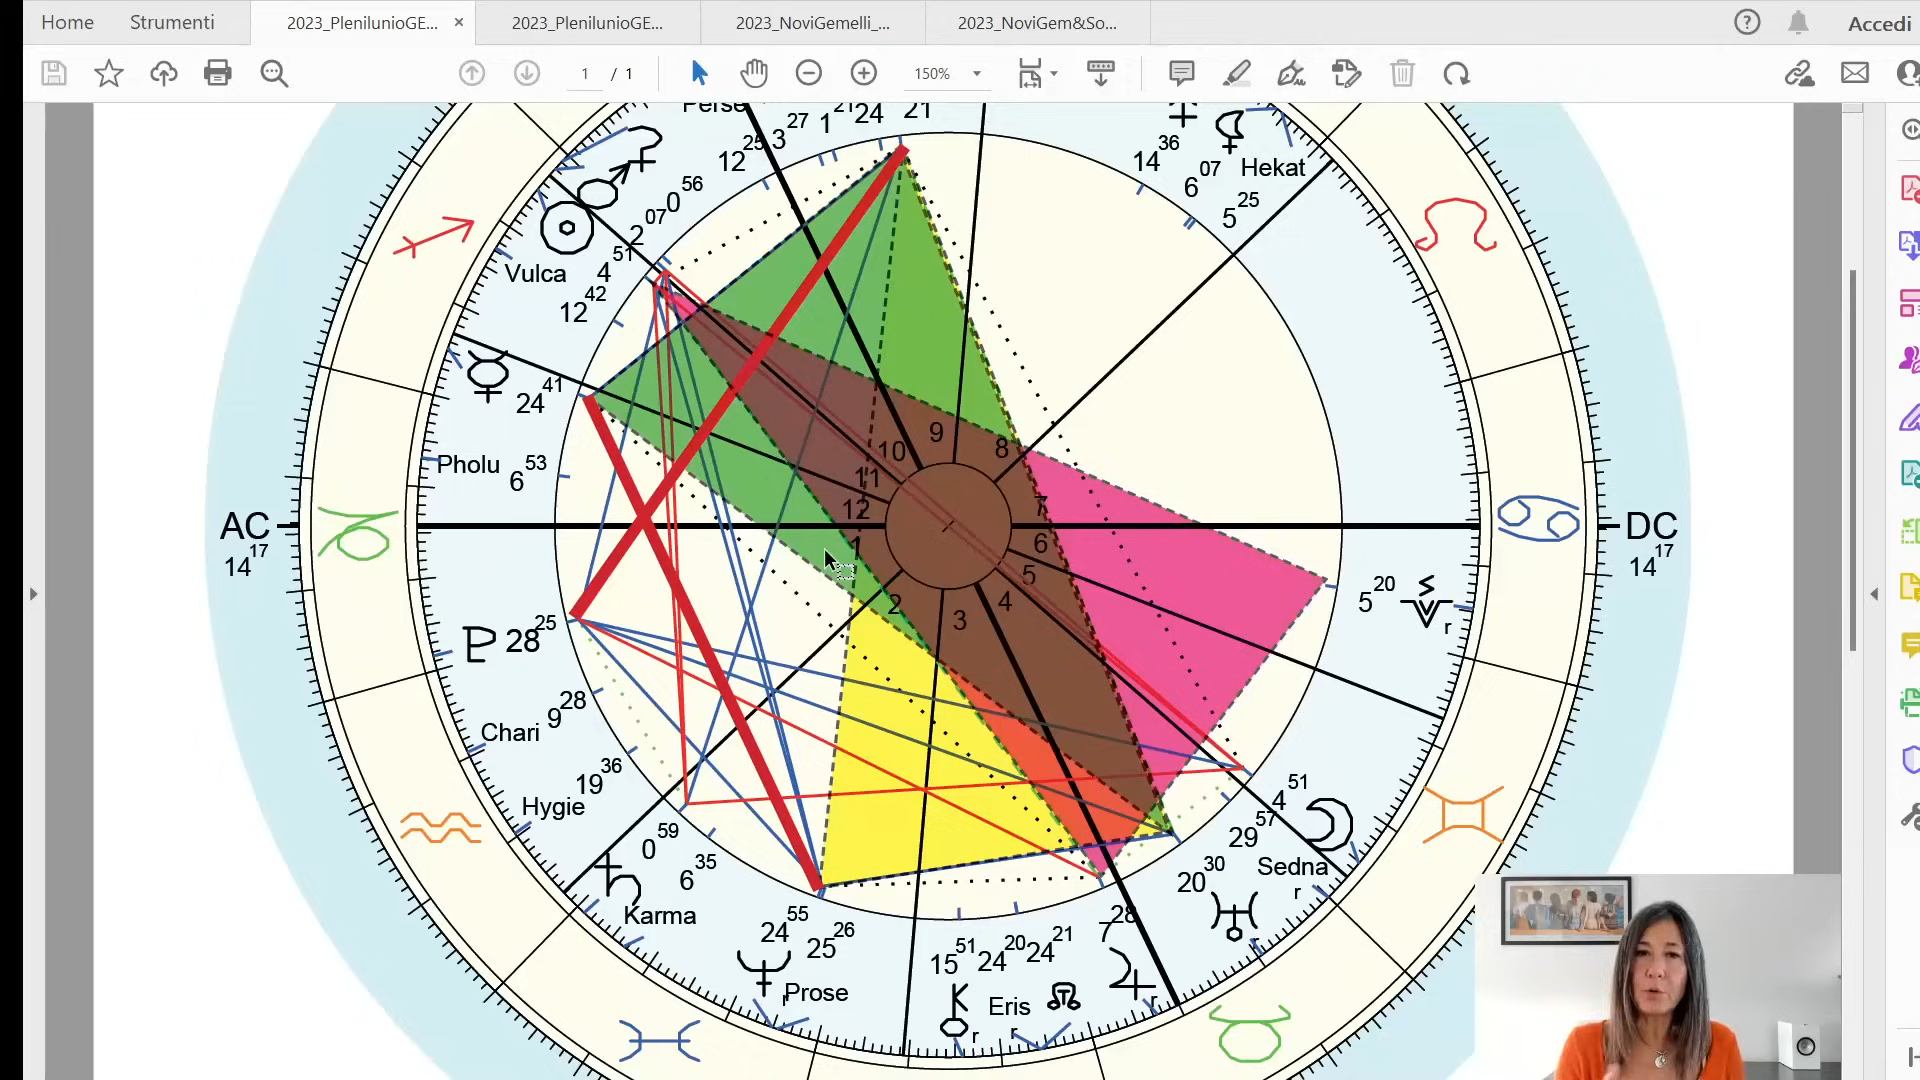 Home Strumenti 2023_PlenilunioGE... × 2023_PlenilunioGE... 2023_NoviGemelli_... 2023_NoviGem&So... Accedi
1 / 1 150%
Perse
12 25 3 27 1 21 24 21
14 36
6 07 Hekat
5 25
0 56
2 07
Vulca 4 51
12 42
24 41
Pholu 6 53
9
10 8
11 7
12
AC 14 17
DC 14 17
1 6
2 5
3 4
5 20
r
28 25
Chari 9 28
Hygie 19 36
0 59
6 35
Karma
24 55
25 26
r Prose
15 51 24 20 24 21
r Eris
r
7 28
r
20 30
r
29 57
Sedna
r
4 51